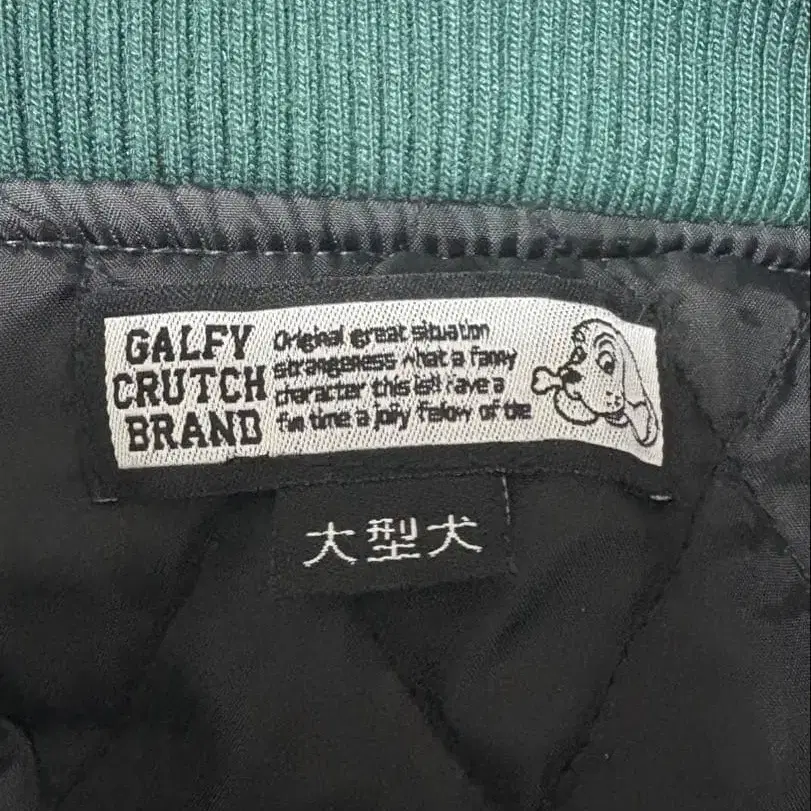 GALFY
CRUTCH
BRAND
Original great situation
strangeness what a fanny
character this is!! have a
fun time a jolly fellow of the
大型犬